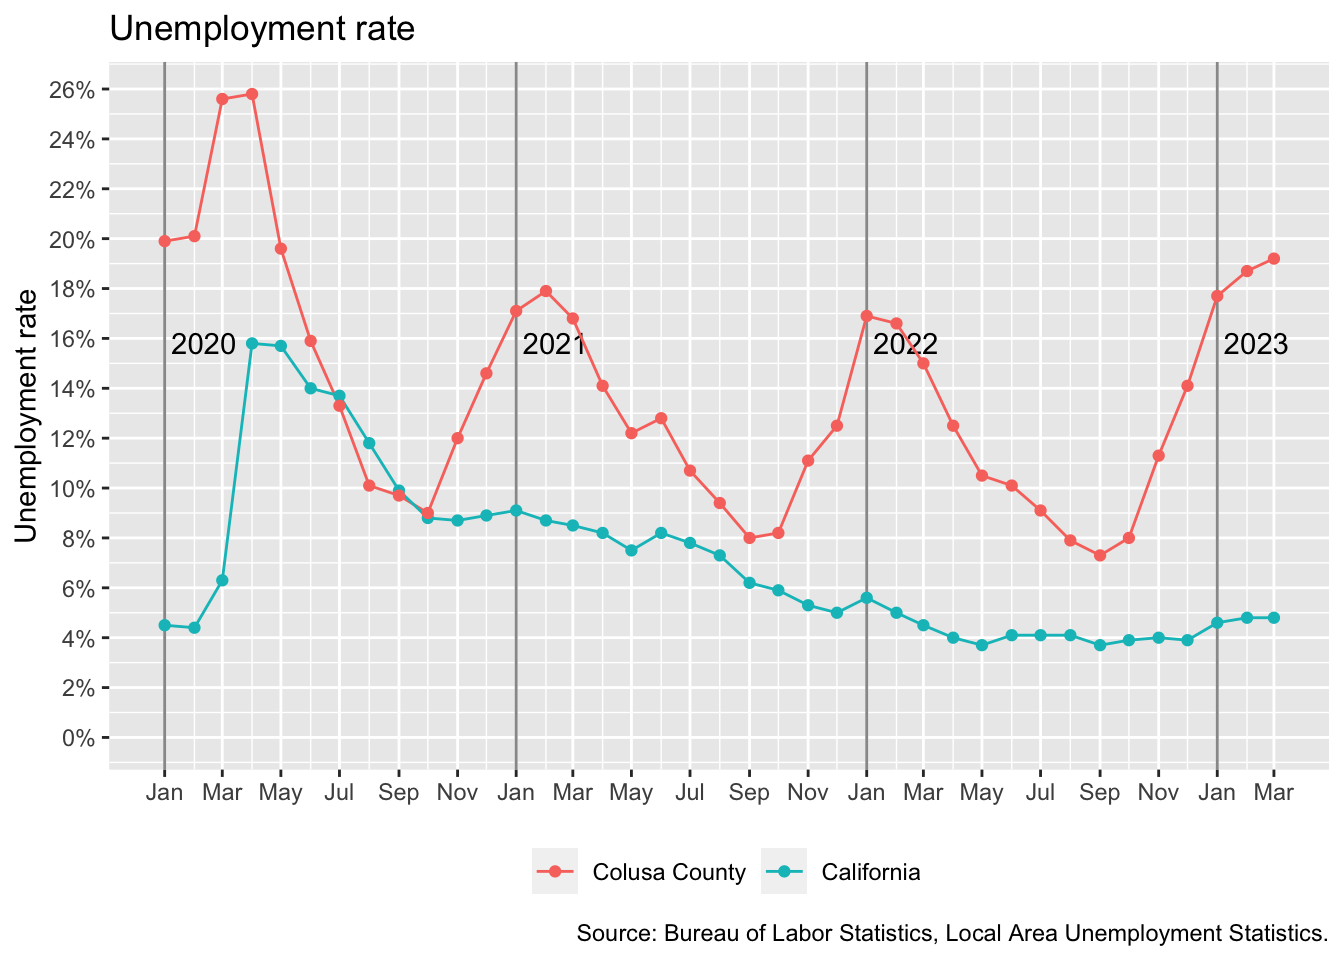 Unemployment rate
Unemployment rate
26%
24%
22%
20%
18%
16%
14%
12%
10%
8%
6%
4%
2%
0%
2020 2021 2022 2023
Jan Mar May Jul Sep Nov Jan Mar May Jul Sep Nov Jan Mar May Jul Sep Nov Jan Mar
Colusa County California
Source: Bureau of Labor Statistics, Local Area Unemployment Statistics.